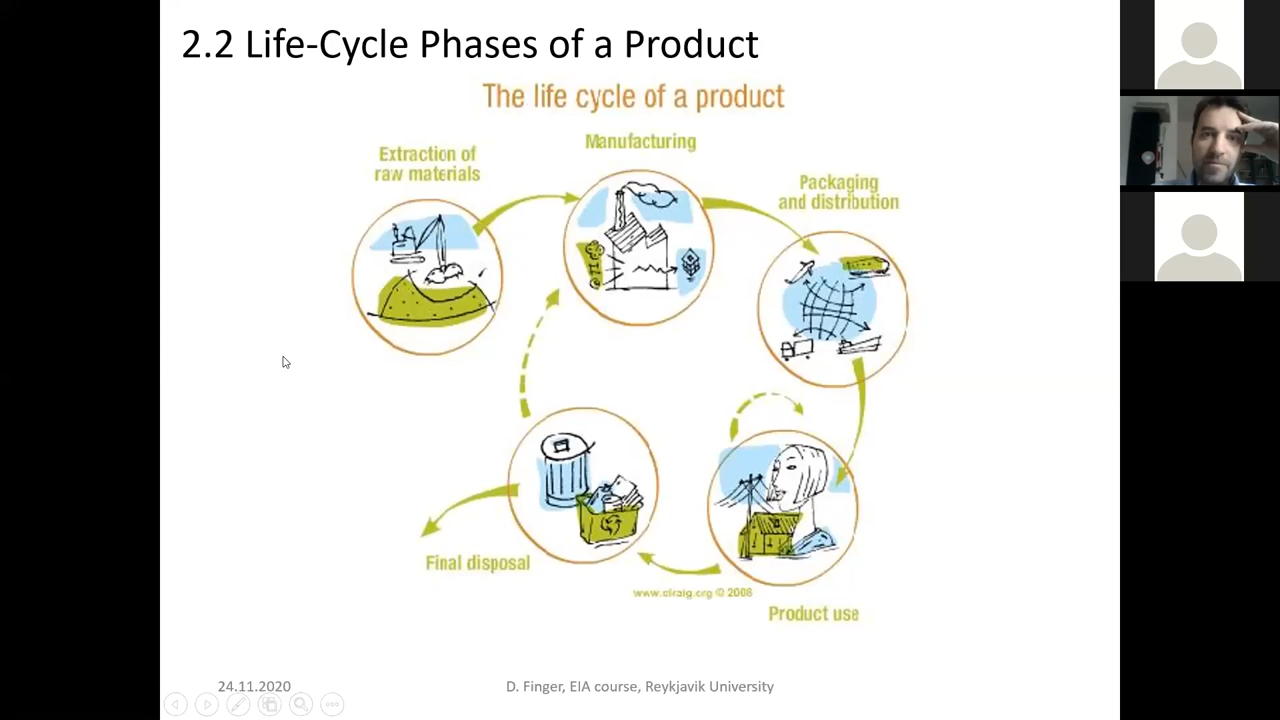 2.2 Life-Cycle Phases of a Product
The life cycle of a product
Extraction of
raw materials
Manufacturing
Packaging
and distribution
Final disposal
www.ciraig.org © 2008
Product use
24.11.2020
D. Finger, EIA course, Reykjavik University